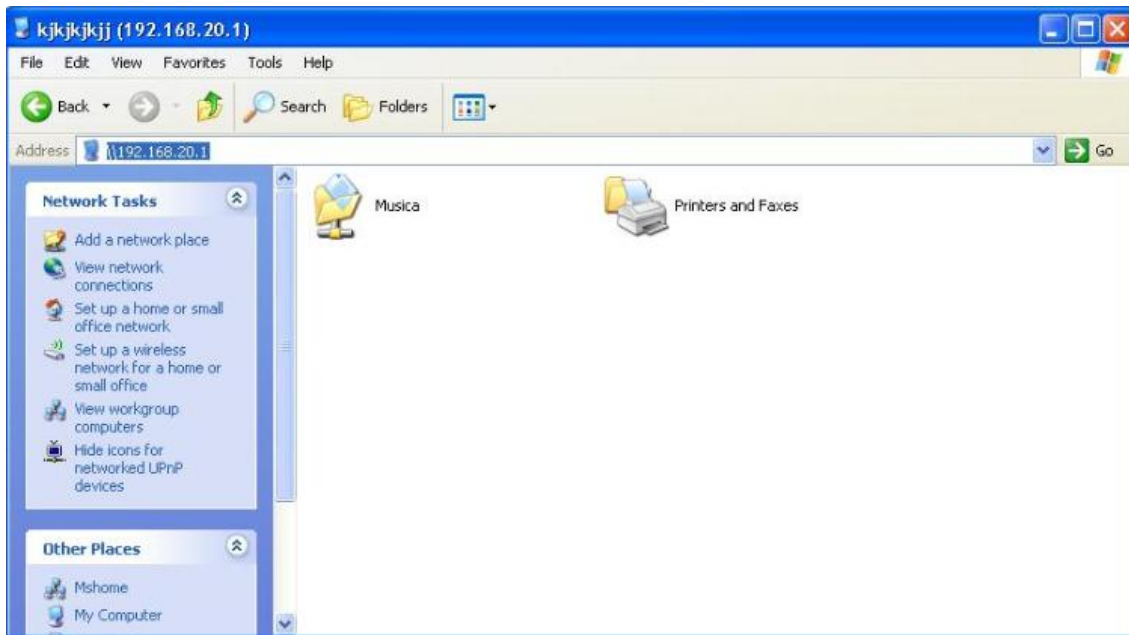 kjkjkjkjj (192.168.20.1)
File Edit View Favorites Tools Help
Back Search Folders
Address \\192.168.20.1 Go
Network Tasks
Add a network place
View network
connections
Set up a home or small
office network
Set up a wireless
network for a home or
small office
View workgroup
computers
Hide icons for
networked UPnP
devices
Other Places
Mshome
My Computer
Musica
Printers and Faxes